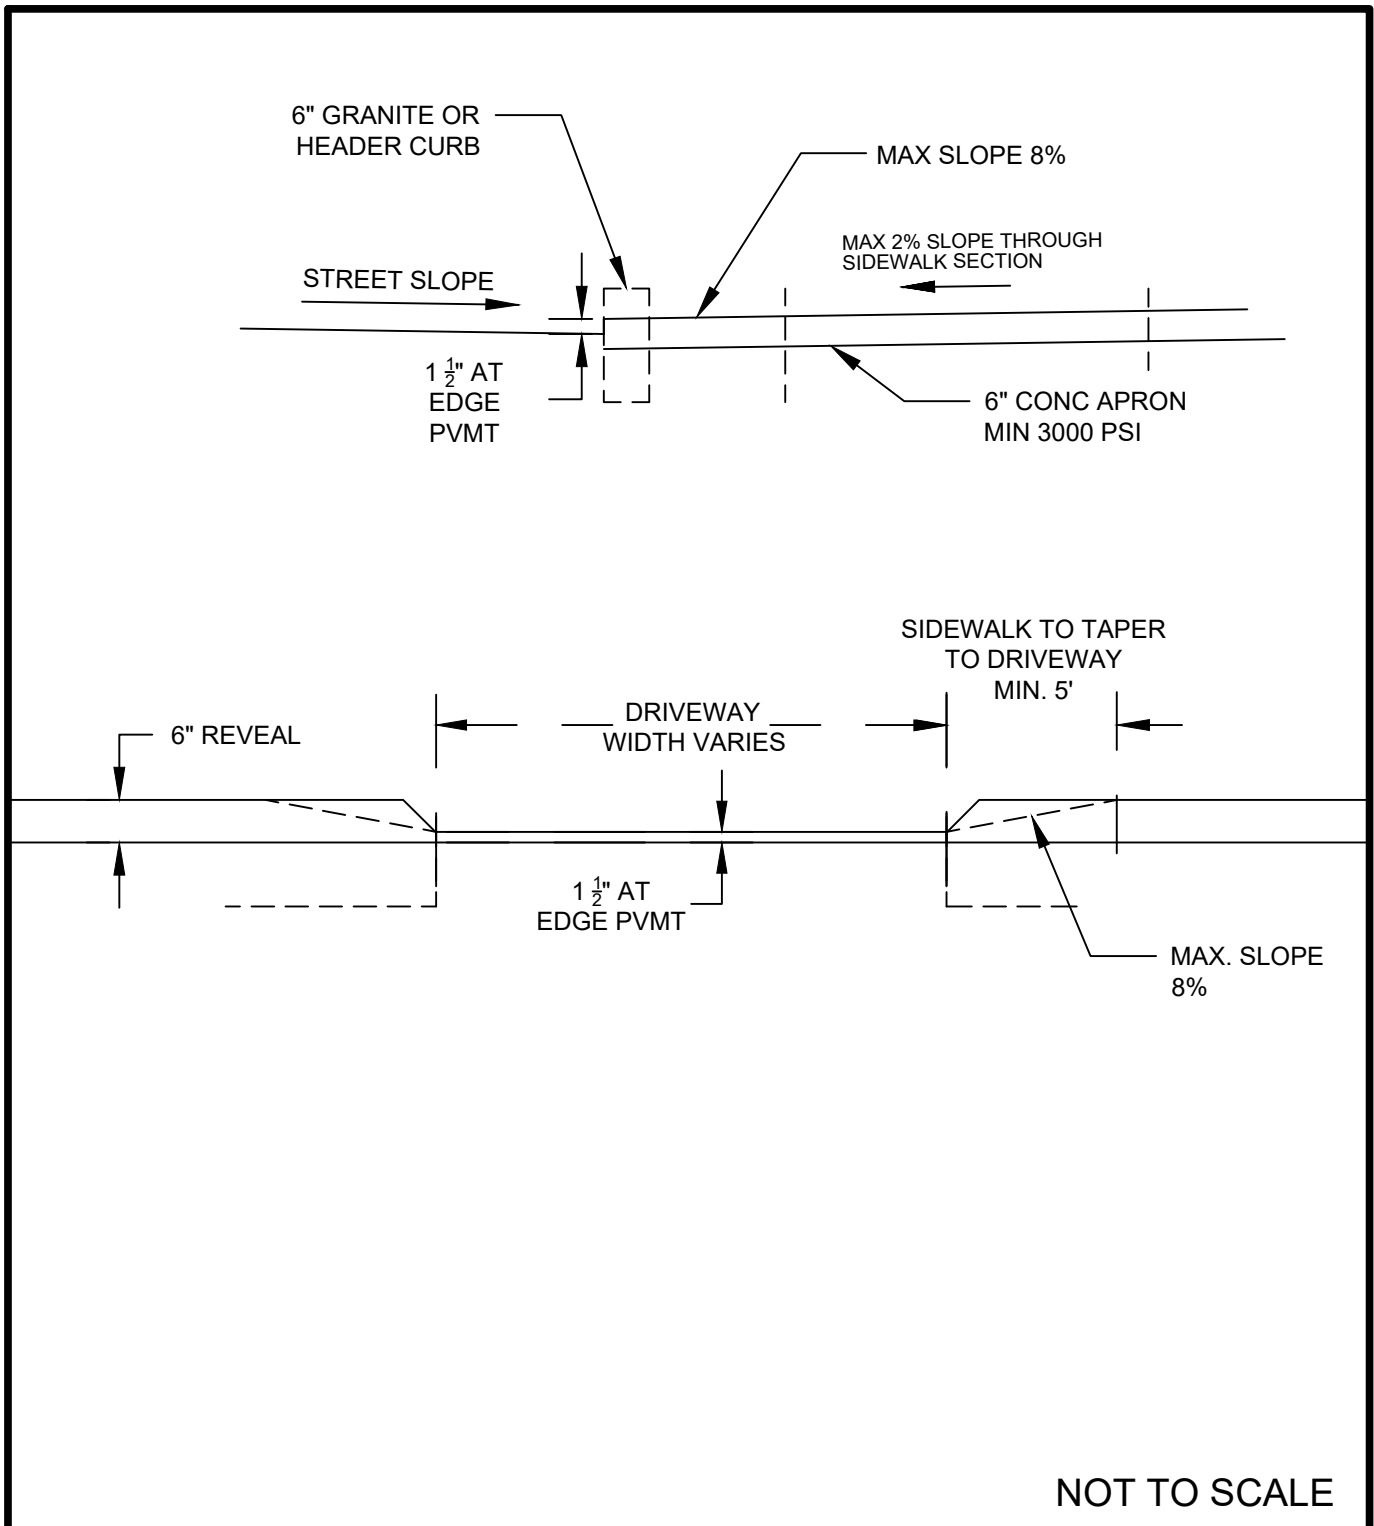 6" GRANITE OR
HEADER CURB
MAX SLOPE 8%
MAX 2% SLOPE THROUGH
SIDEWALK SECTION
STREET SLOPE
1 1/2" AT
EDGE
PVMT
6" CONC APRON
MIN 3000 PSI
SIDEWALK TO TAPER
TO DRIVEWAY
MIN. 5'
DRIVEWAY
WIDTH VARIES
6" REVEAL
1 1/2" AT
EDGE PVMT
MAX. SLOPE
8%
NOT TO SCALE